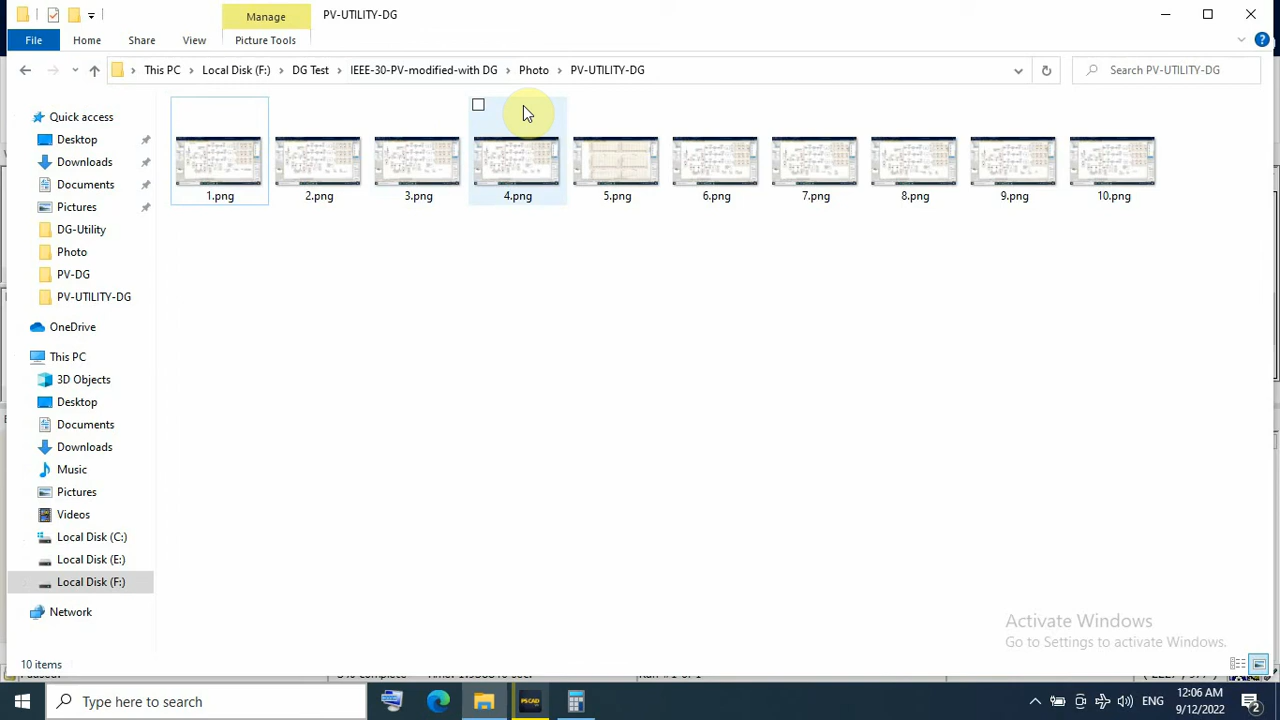 Manage
PV-UTILITY-DG
File
Home
Share
View
Picture Tools
This PC > Local Disk (F:) > DG Test > IEEE-30-PV-modified-with DG > Photo > PV-UTILITY-DG
Search PV-UTILITY-DG
Quick access
Desktop
Downloads
Documents
Pictures
DG-Utility
Photo
PV-DG
PV-UTILITY-DG
OneDrive
This PC
3D Objects
Desktop
Documents
Downloads
Music
Pictures
Videos
Local Disk (C:)
Local Disk (E:)
Local Disk (F:)
Network
1.png
2.png
3.png
4.png
5.png
6.png
7.png
8.png
9.png
10.png
Activate Windows
Go to Settings to activate Windows.
10 items
Type here to search
PSCAD
ENG
12:06 AM
9/12/2022
2